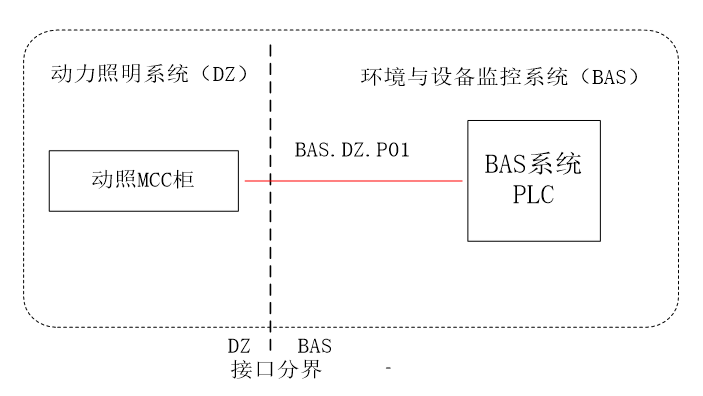 动力照明系统（DZ）
环境与设备监控系统（BAS）
BAS.DZ.P01
动照MCC柜
BAS系统
PLC
DZ
BAS
接口分界
-